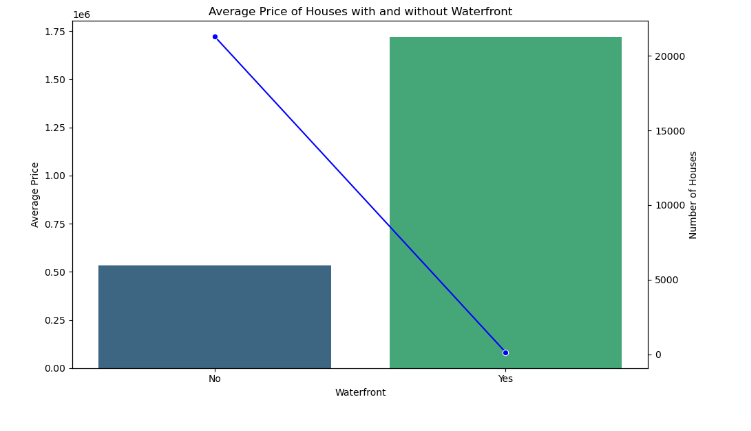 Average Price of Houses with and without Waterfront
1e6
1.75
1.50
1.25
1.00
0.75
0.50
0.25
0.00
Average Price
20000
15000
10000
5000
0
Number of Houses
No
Yes
Waterfront